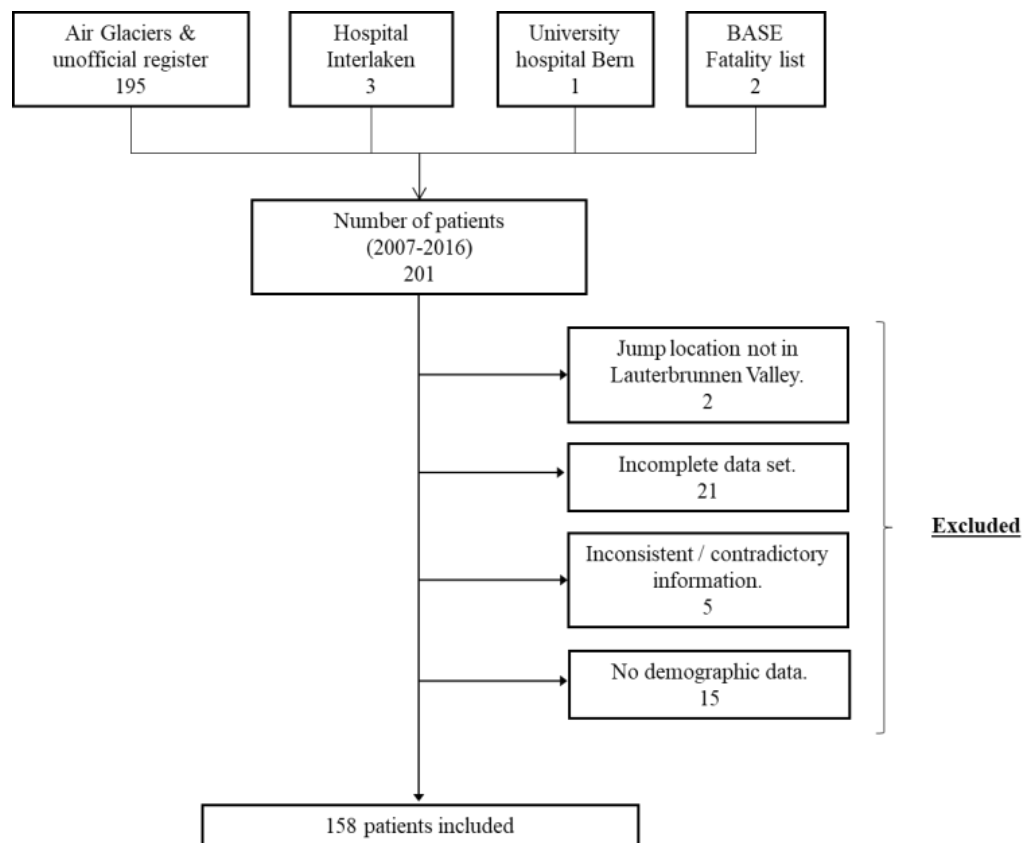 Air Glaciers &
unofficial register
195
Hospital
Interlaken
3
University
hospital Bern
1
BASE
Fatality list
2
Number of patients
(2007-2016)
201
Jump location not in
Lauterbrunnen Valley.
2
Incomplete data set.
21
Inconsistent / contradictory
information.
5
No demographic data.
15
Excluded
158 patients included